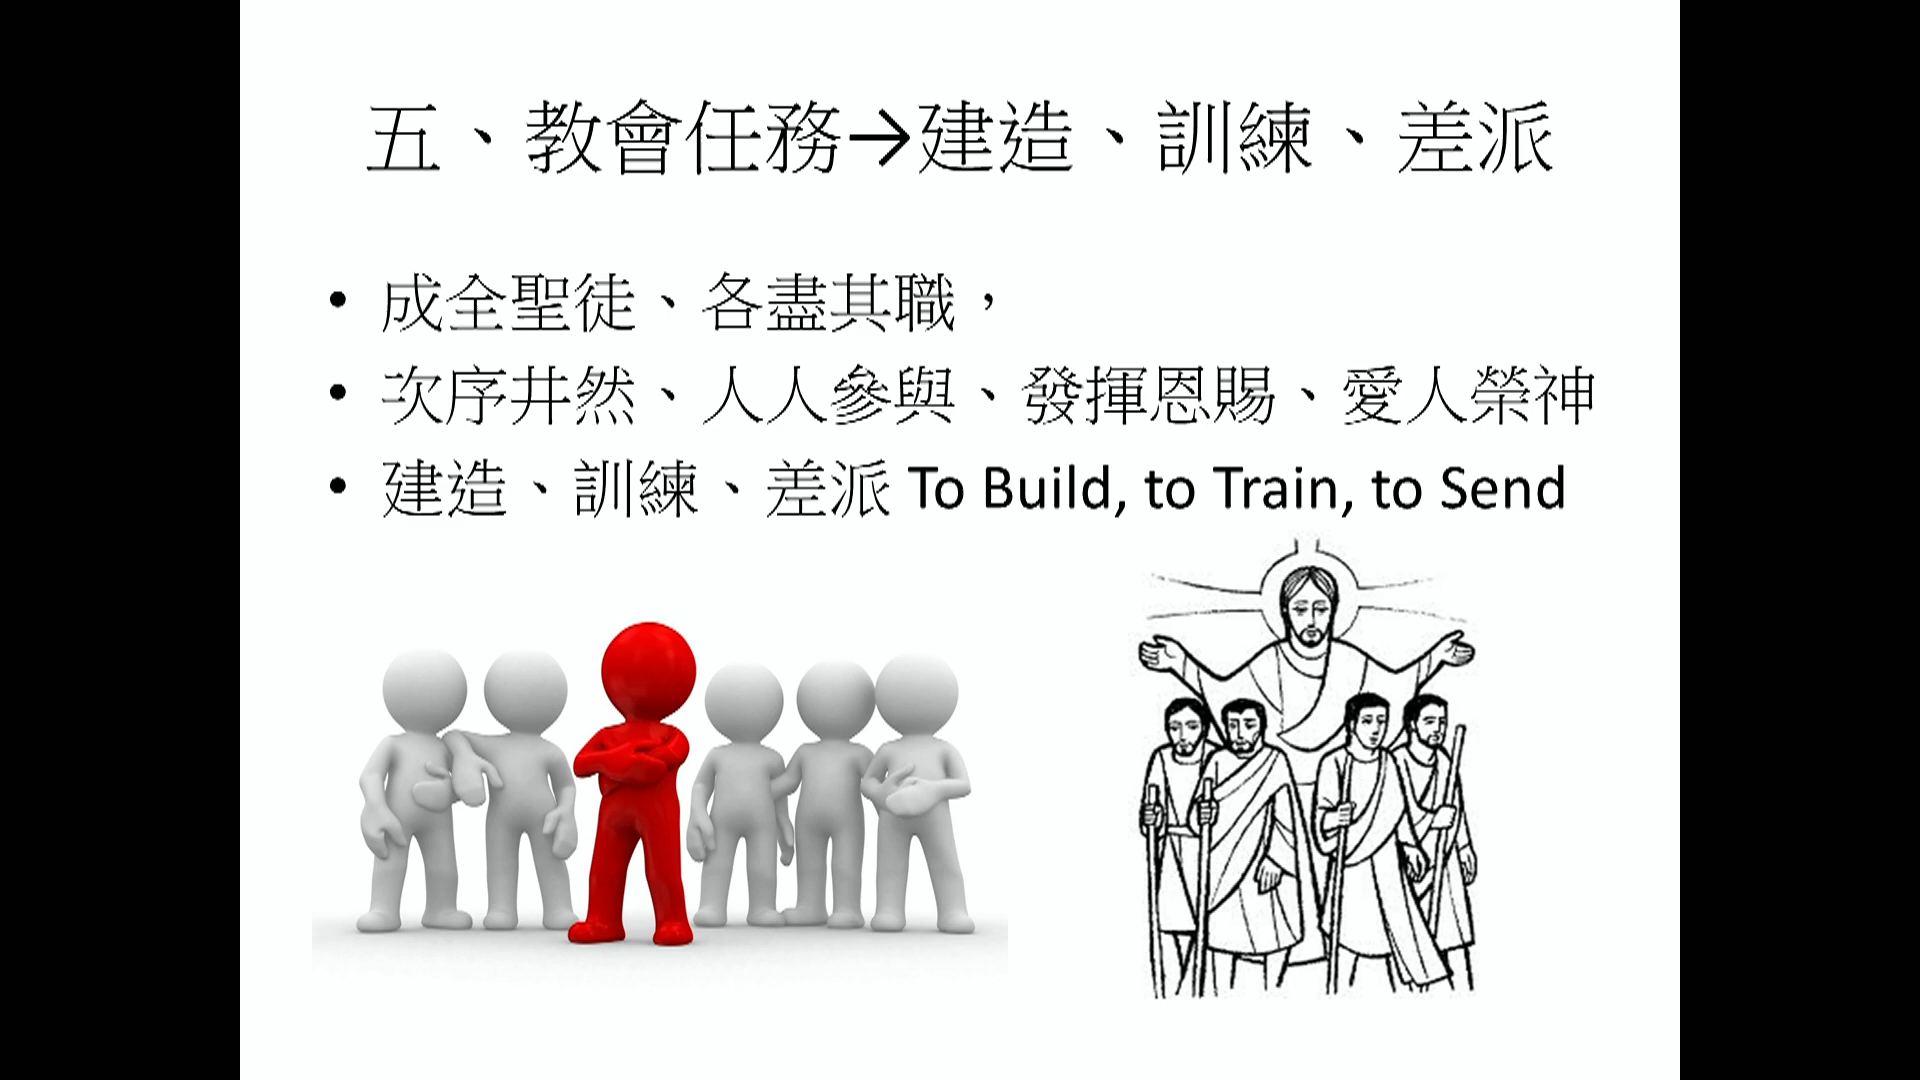 五、教會任務→建造、訓練、差派
• 成全聖徒、各盡其職，
• 次序井然、人人參與、發揮恩賜、愛人榮神
• 建造、訓練、差派 To Build, to Train, to Send